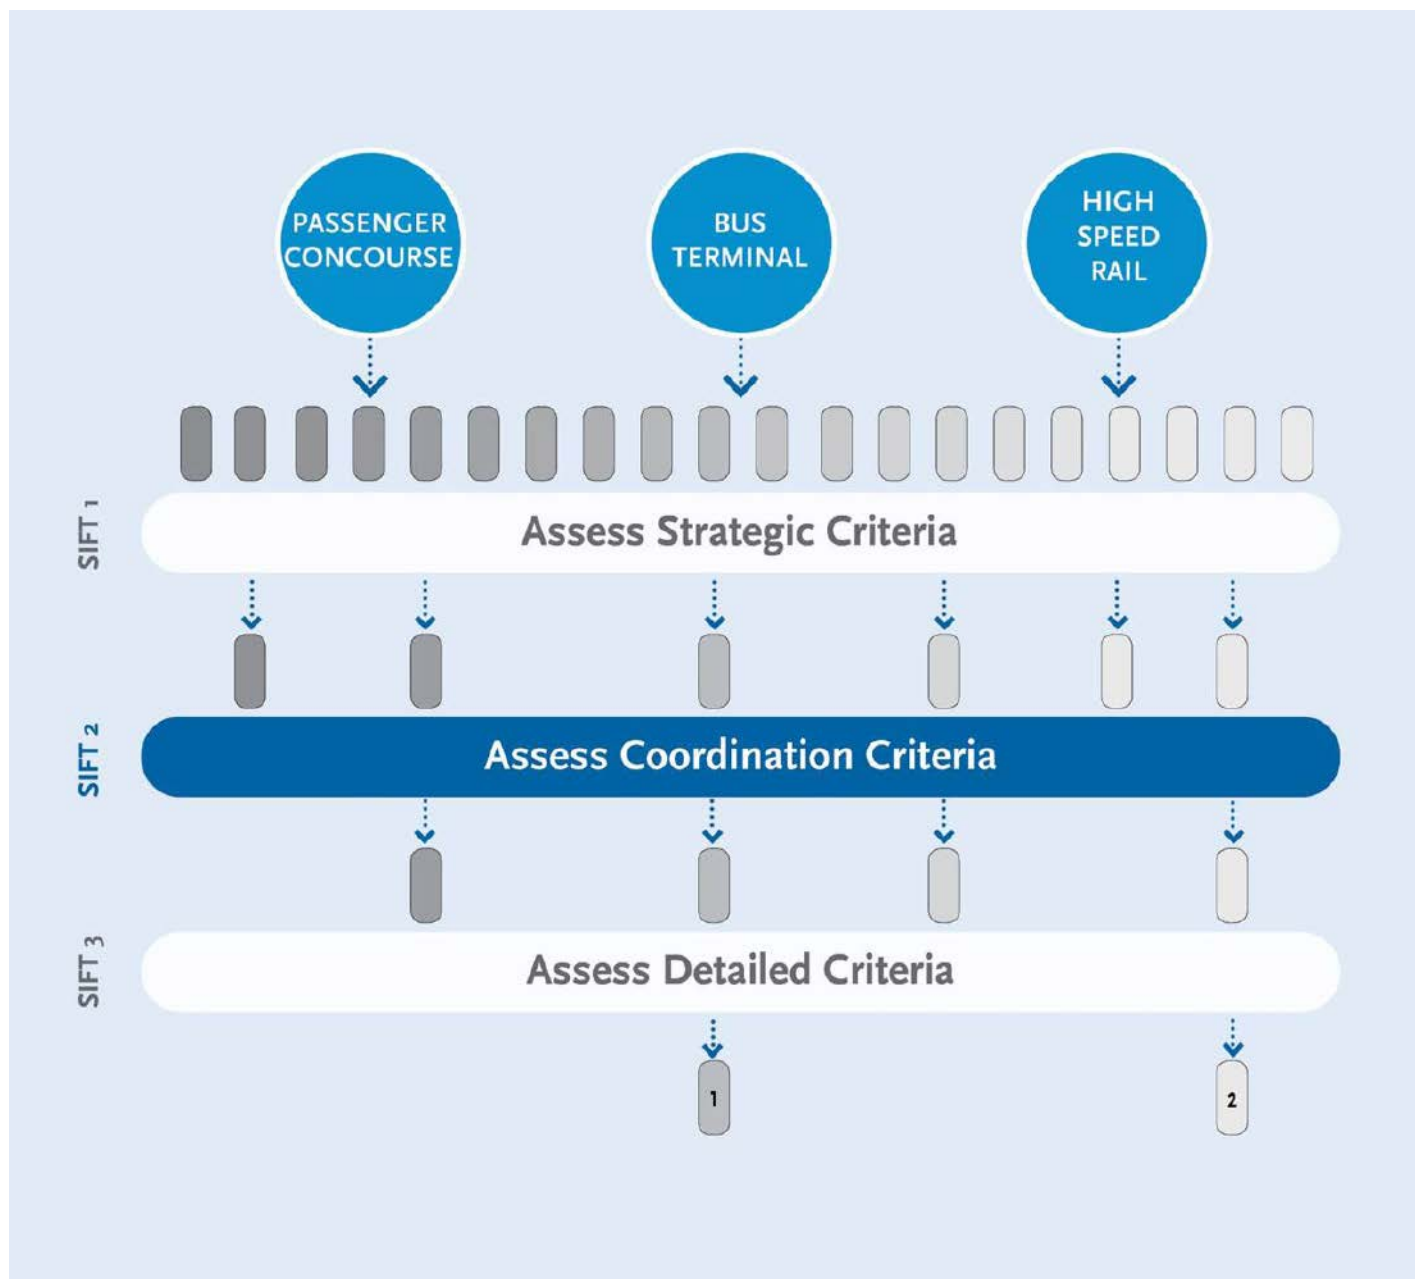 PASSENGER
CONCOURSE
BUS
TERMINAL
HIGH
SPEED
RAIL
SIFT 1
Assess Strategic Criteria
SIFT 2
Assess Coordination Criteria
SIFT 3
Assess Detailed Criteria
1
2